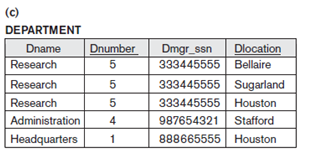 (c)
DEPARTMENT
Dname Dnumber Dmgr_ssn Dlocation
Research 5 333445555 Bellaire
Research 5 333445555 Sugarland
Research 5 333445555 Houston
Administration 4 987654321 Stafford
Headquarters 1 888665555 Houston